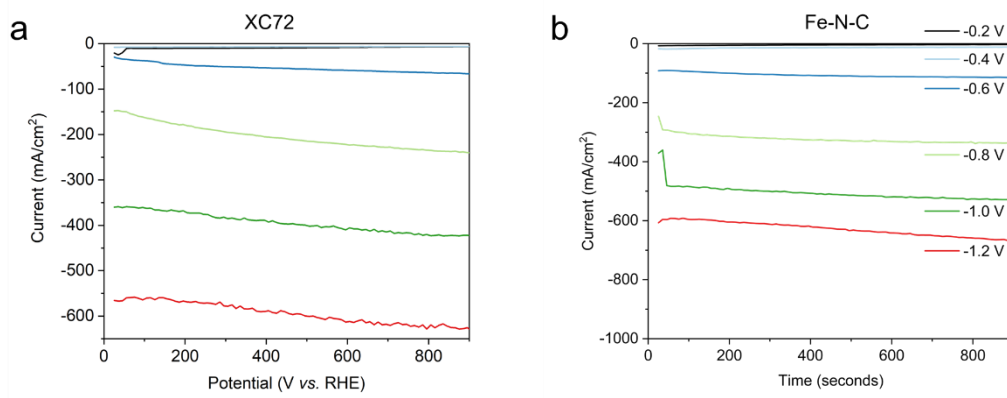 a
XC72
0
-100
-200
-300
-400
-500
-600
Current (mA/cm²)
0
200
400
600
800
Potential (V vs. RHE)
b
Fe-N-C
0
-200
-400
-600
-800
-1000
Current (mA/cm²)
0
200
400
600
800
Time (seconds)
-0.2 V
-0.4 V
-0.6 V
-0.8 V
-1.0 V
-1.2 V